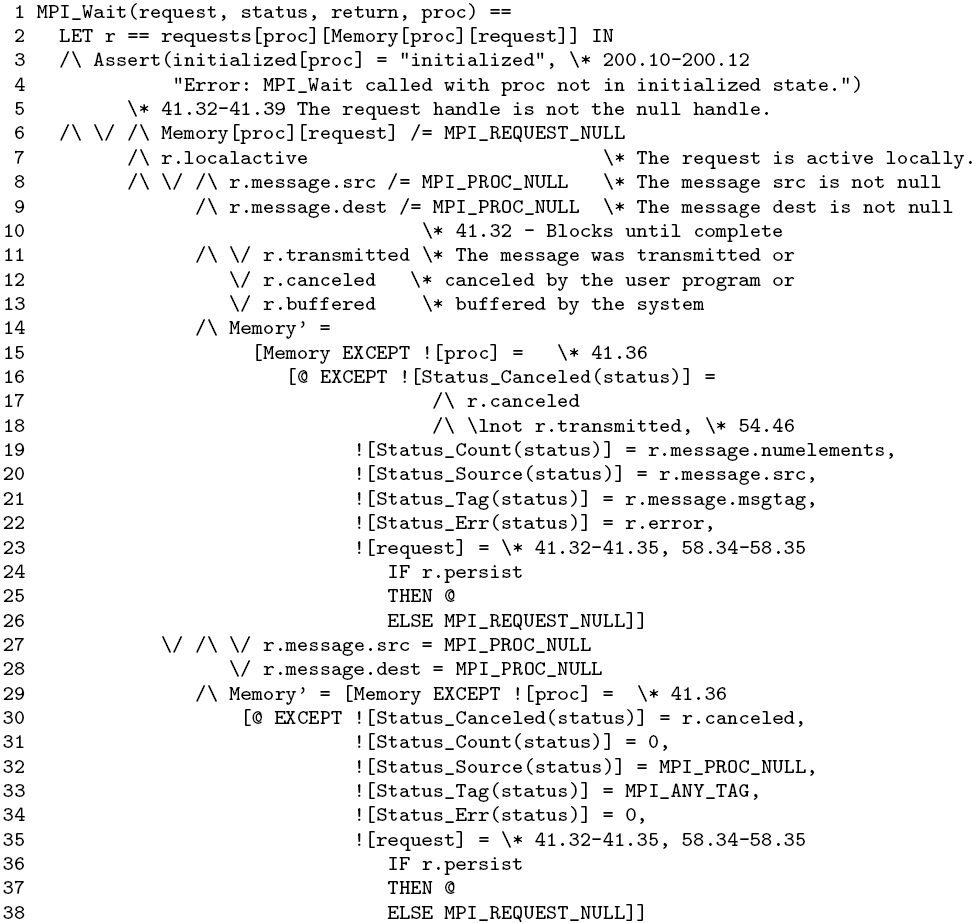 1 MPI_Wait(request, status, return, proc) ==
2   LET r == requests[proc][Memory[proc][request]] IN
3   /\ Assert(initialized[proc] = "initialized", \* 200.10-200.12
4             "Error: MPI_Wait called with proc not in initialized state.")
5         \* 41.32-41.39 The request handle is not the null handle.
6   /\ \/ /\ Memory[proc][request] /= MPI_REQUEST_NULL
7         /\ r.localactive                           \* The request is active locally.
8         /\ \/ /\ r.message.src /= MPI_PROC_NULL   \* The message src is not null
9               /\ r.message.dest /= MPI_PROC_NULL  \* The message dest is not null
10                                   \* 41.32 - Blocks until complete
11               /\ \/ r.transmitted \* The message was transmitted or
12                  \/ r.canceled   \* canceled by the user program or
13                  \/ r.buffered    \* buffered by the system
14               /\ Memory' =
15                    [Memory EXCEPT ![proc] =   \* 41.36
16                       [@ EXCEPT ![Status_Canceled(status)] =
17                                    /\ r.canceled
18                                    /\ \lnot r.transmitted, \* 54.46
19                             ![Status_Count(status)] = r.message.numelements,
20                             ![Status_Source(status)] = r.message.src,
21                             ![Status_Tag(status)] = r.message.msgtag,
22                             ![Status_Err(status)] = r.error,
23                             ![request] = \* 41.32-41.35, 58.34-58.35
24                                IF r.persist
25                                THEN @
26                                ELSE MPI_REQUEST_NULL]]
27            \/ /\ \/ r.message.src = MPI_PROC_NULL
28                  \/ r.message.dest = MPI_PROC_NULL
29               /\ Memory' = [Memory EXCEPT ![proc] =  \* 41.36
30                   [@ EXCEPT ![Status_Canceled(status)] = r.canceled,
31                             ![Status_Count(status)] = 0,
32                             ![Status_Source(status)] = MPI_PROC_NULL,
33                             ![Status_Tag(status)] = MPI_ANY_TAG,
34                             ![Status_Err(status)] = 0,
35                             ![request] = \* 41.32-41.35, 58.34-58.35
36                                IF r.persist
37                                THEN @
38                                ELSE MPI_REQUEST_NULL]]